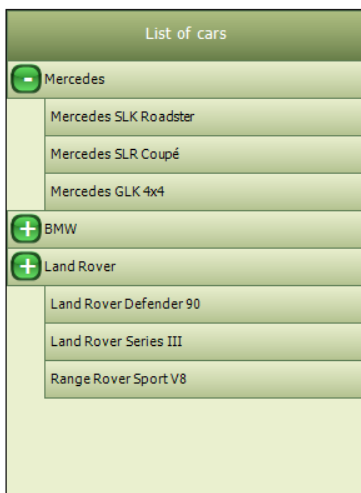 List of cars
Mercedes
Mercedes SLK Roadster
Mercedes SLR Coupé
Mercedes GLK 4x4
BMW
Land Rover
Land Rover Defender 90
Land Rover Series III
Range Rover Sport V8